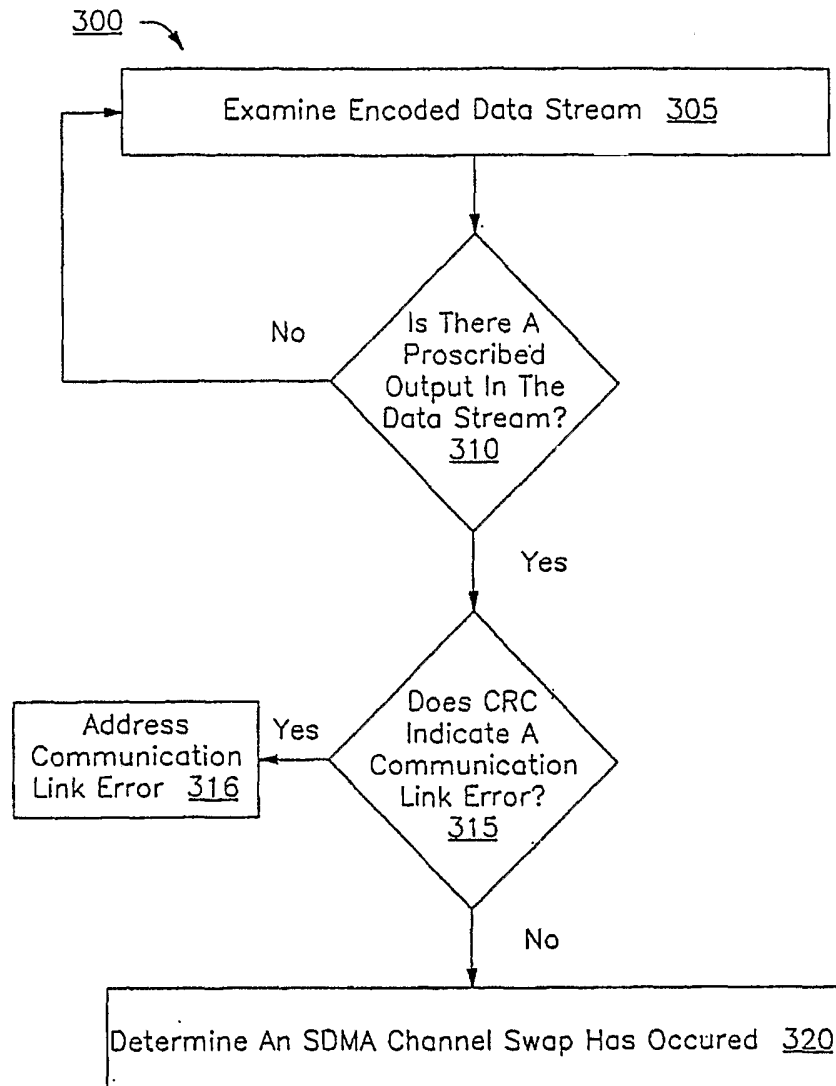 300
Examine Encoded Data Stream 305
No
Is There A
Proscribed
Output In The
Data Stream?
310
Yes
Does CRC
Indicate A
Communication
Link Error?
315
Yes
Address
Communication
Link Error 316
No
Determine An SDMA Channel Swap Has Occured 320